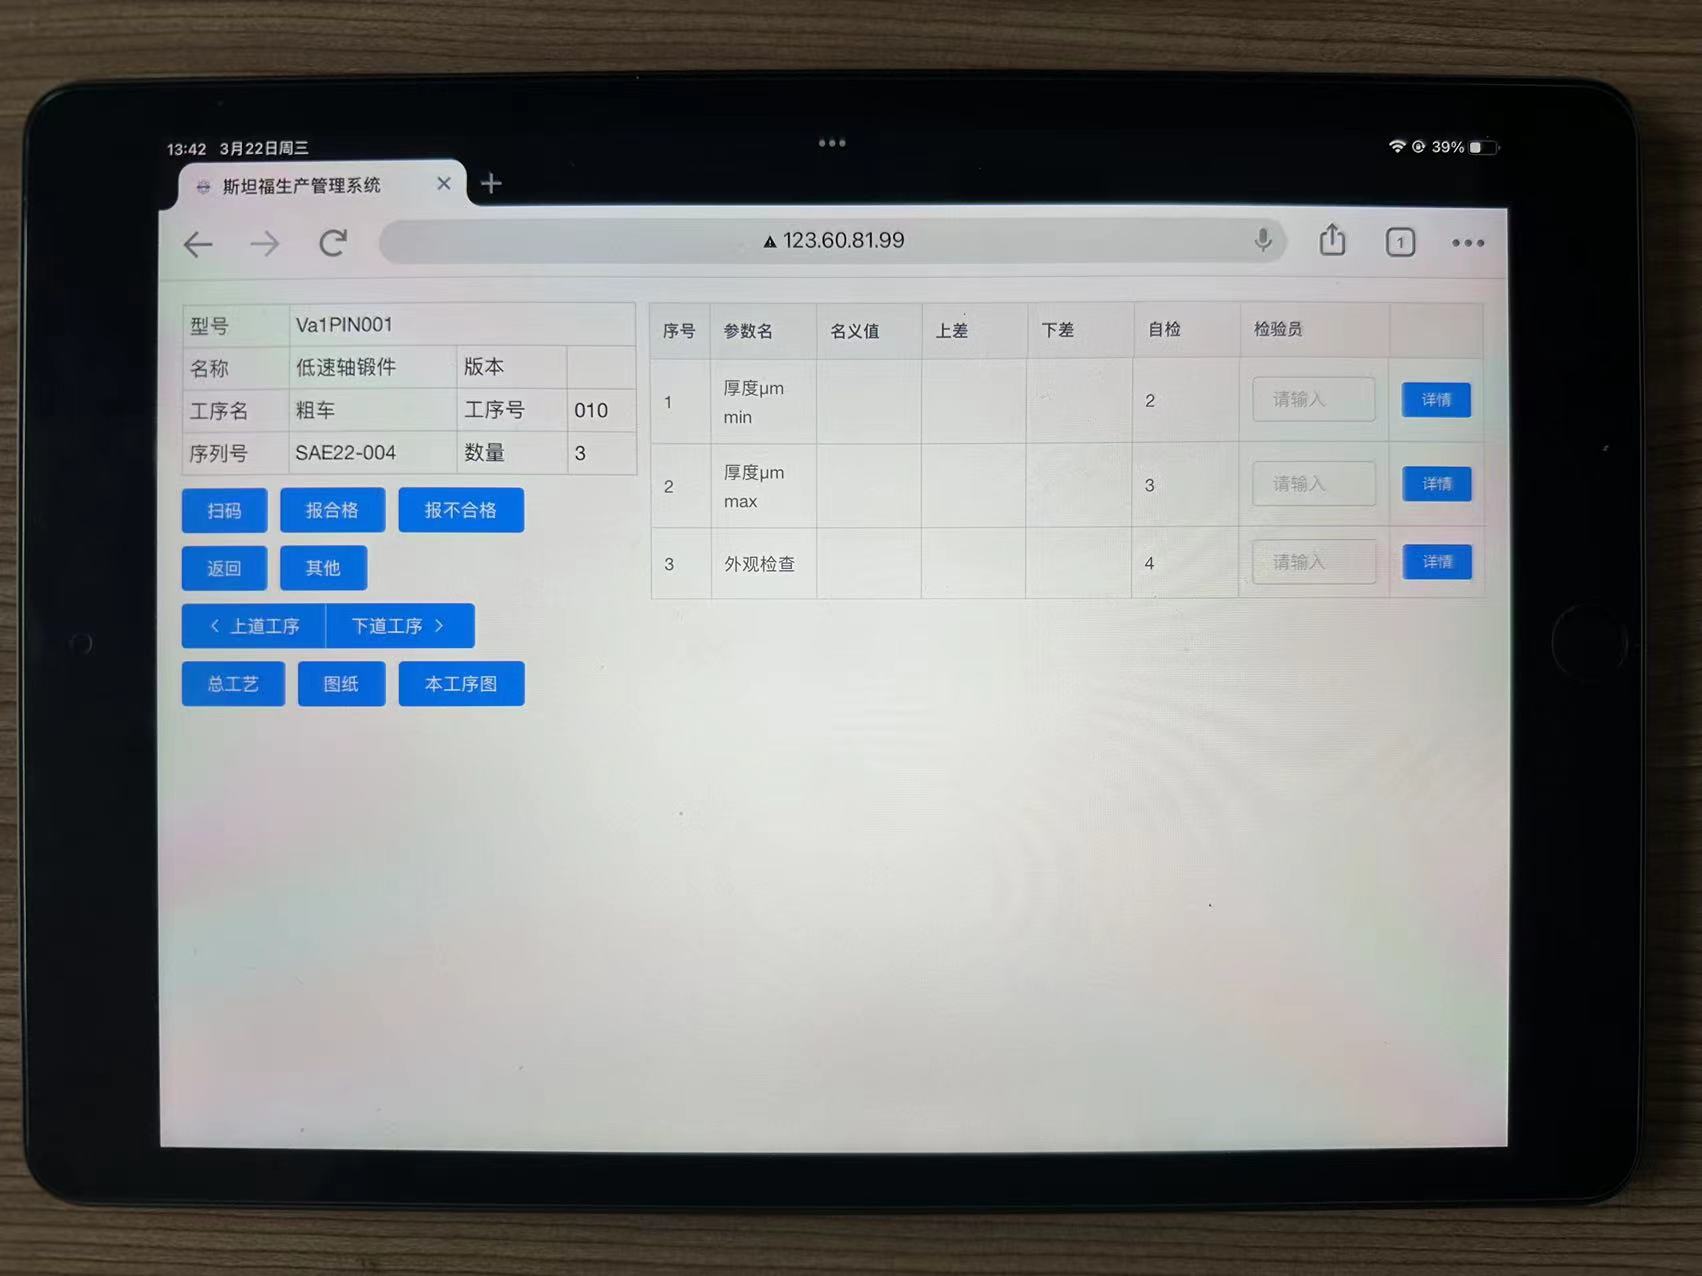 13:42 3月22日周三
39%
斯坦福生产管理系统
123.60.81.99
1
型号 Va1PIN001
名称 低速轴锻件 版本
工序名 粗车 工序号 010
序列号 SAE22-004 数量 3
扫码 报合格 报不合格
返回 其他
上道工序 下道工序
总工艺 图纸 本工序图
序号 参数名 名义值 上差 下差 自检 检验员
1 厚度μm min 2 请输入 详情
2 厚度μm max 3 请输入 详情
3 外观检查 4 请输入 详情